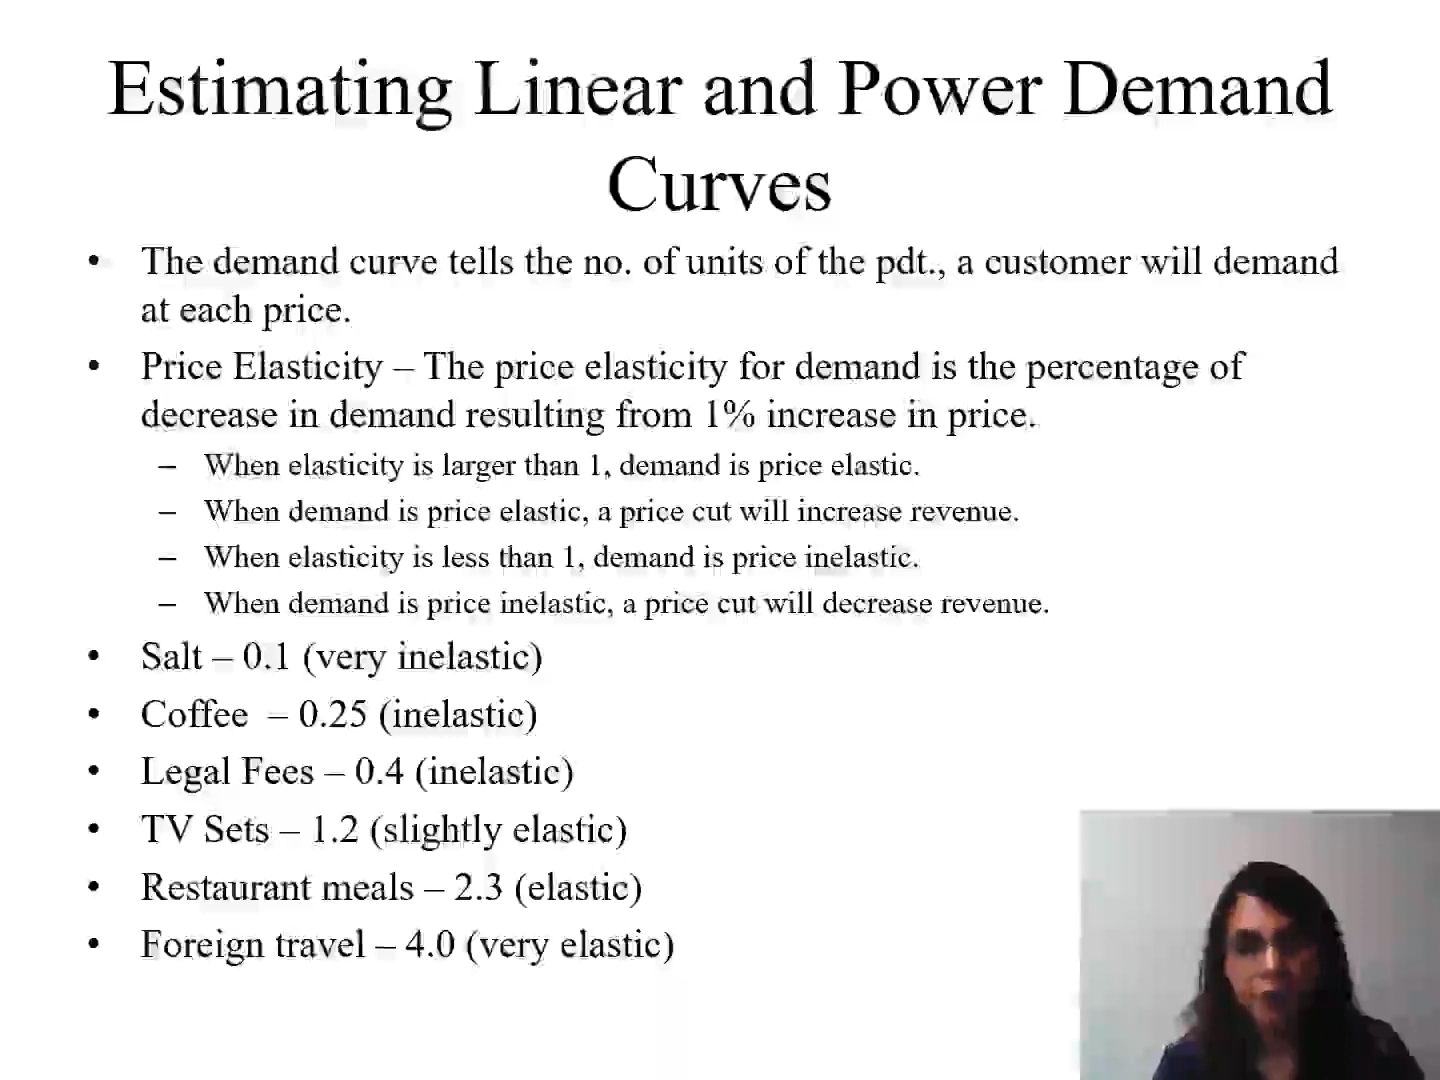 Estimating Linear and Power Demand
Curves
• The demand curve tells the no. of units of the pdt., a customer will demand
at each price.
• Price Elasticity – The price elasticity for demand is the percentage of
decrease in demand resulting from 1% increase in price.
– When elasticity is larger than 1, demand is price elastic.
– When demand is price elastic, a price cut will increase revenue.
– When elasticity is less than 1, demand is price inelastic.
– When demand is price inelastic, a price cut will decrease revenue.
• Salt – 0.1 (very inelastic)
• Coffee – 0.25 (inelastic)
• Legal Fees – 0.4 (inelastic)
• TV Sets – 1.2 (slightly elastic)
• Restaurant meals – 2.3 (elastic)
• Foreign travel – 4.0 (very elastic)